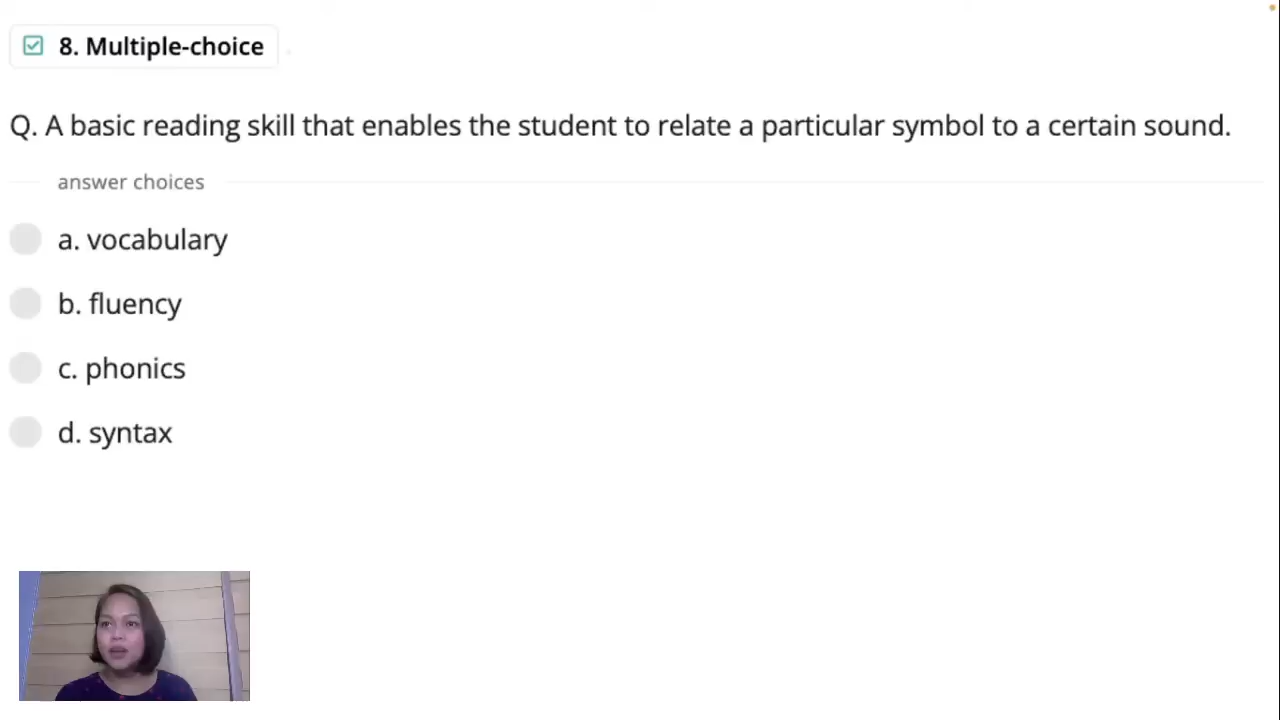 8. Multiple-choice
Q. A basic reading skill that enables the student to relate a particular symbol to a certain sound.
answer choices
a. vocabulary
b. fluency
c. phonics
d. syntax